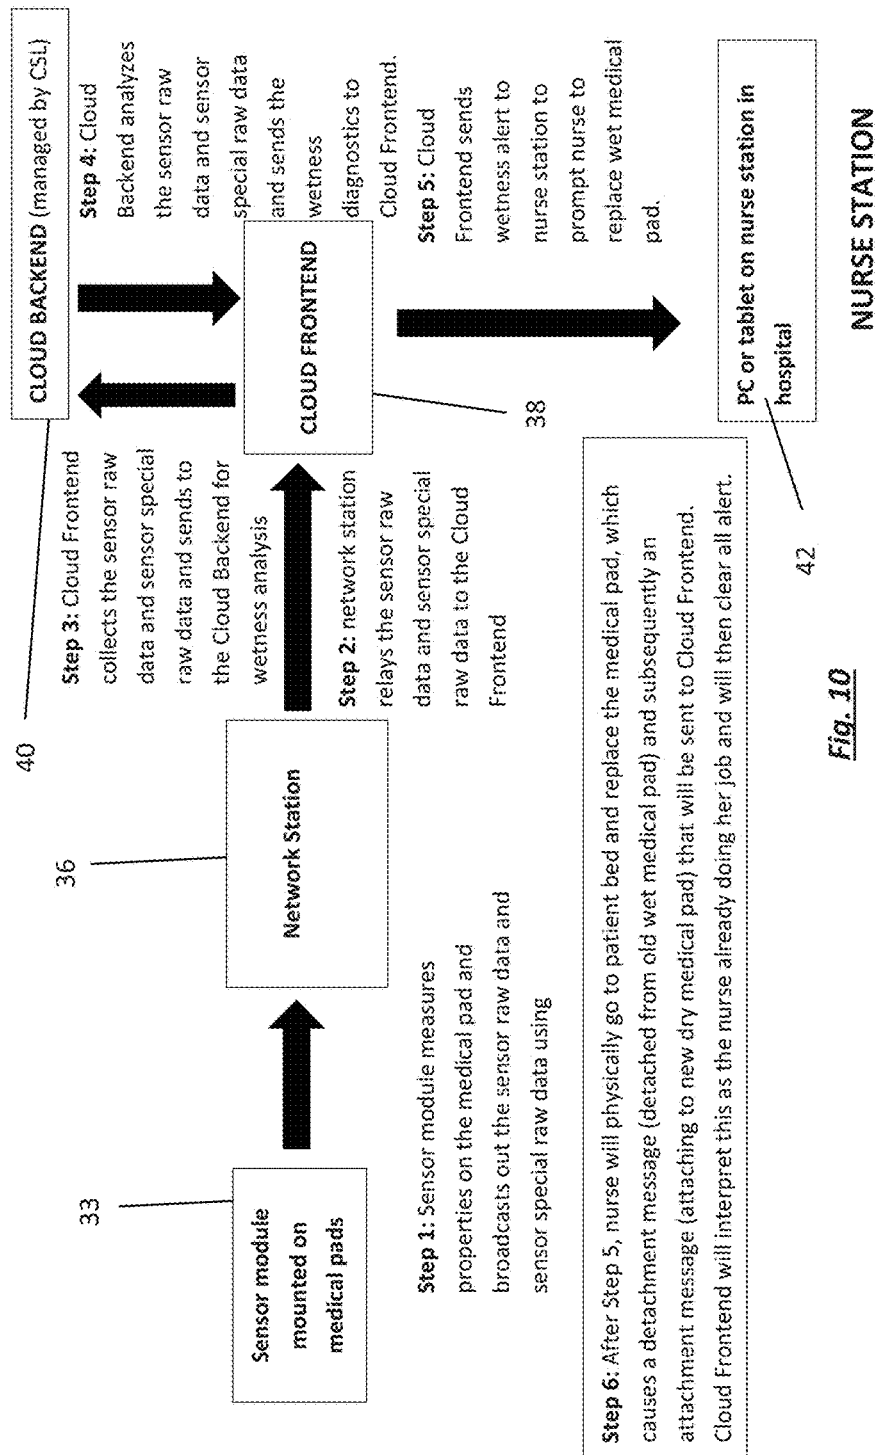 CLOUD BACKEND (managed by CSL)
40
Step 3: Cloud Frontend
collects the sensor raw
data and sensor special
raw data and sends to
the Cloud Backend for
wetness analysis
Step 4: Cloud
Backend analyzes
the sensor raw
data and sensor
special raw data
and sends the
wetness
diagnostics to
Cloud Frontend.
33
36
Sensor module
mounted on
medical pads
Network Station
CLOUD FRONTEND
38
Step 1: Sensor module measures
properties on the medical pad and
broadcasts out the sensor raw data and
sensor special raw data using
Step 2: network station
relays the sensor raw
data and sensor special
raw data to the Cloud
Frontend
Step 5: Cloud
Frontend sends
wetness alert to
nurse station to
prompt nurse to
replace wet medical
pad.
Step 6: After Step 5, nurse will physically go to patient bed and replace the medical pad, which
causes a detachment message (detached from old wet medical pad) and subsequently an
attachment message (attaching to new dry medical pad) that will be sent to Cloud Frontend.
Cloud Frontend will interpret this as the nurse already doing her job and will then clear all alert.
PC or tablet on nurse station in
hospital
42
NURSE STATION
Fig. 10